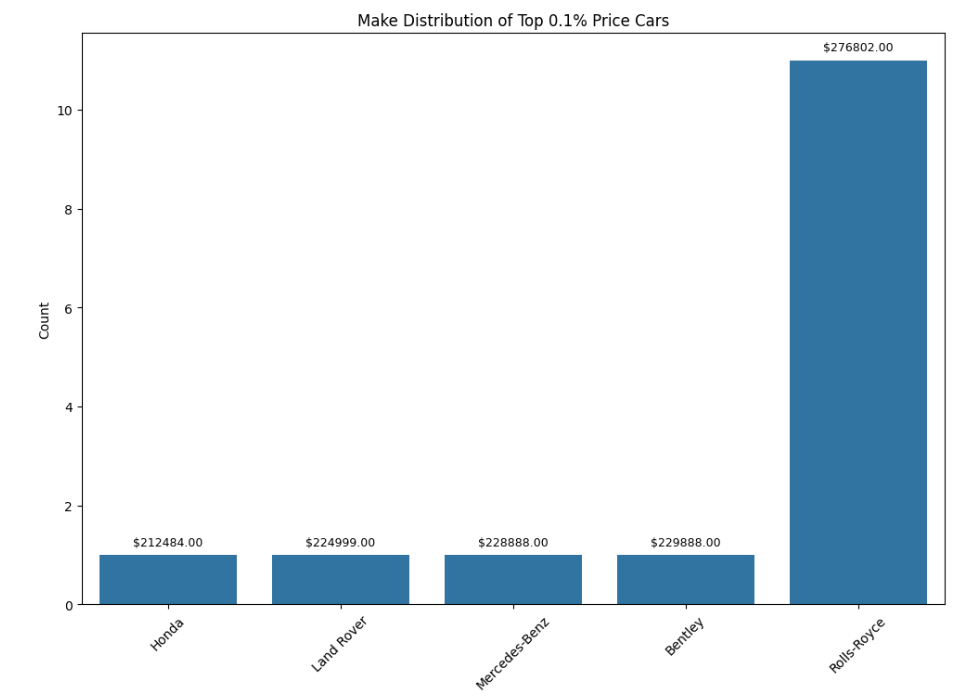 Make Distribution of Top 0.1% Price Cars
$276802.00
10
8
Count
6
4
2
$212484.00 $224999.00 $228888.00 $229888.00
0
Honda Land Rover Mercedes-Benz Bentley Rolls-Royce